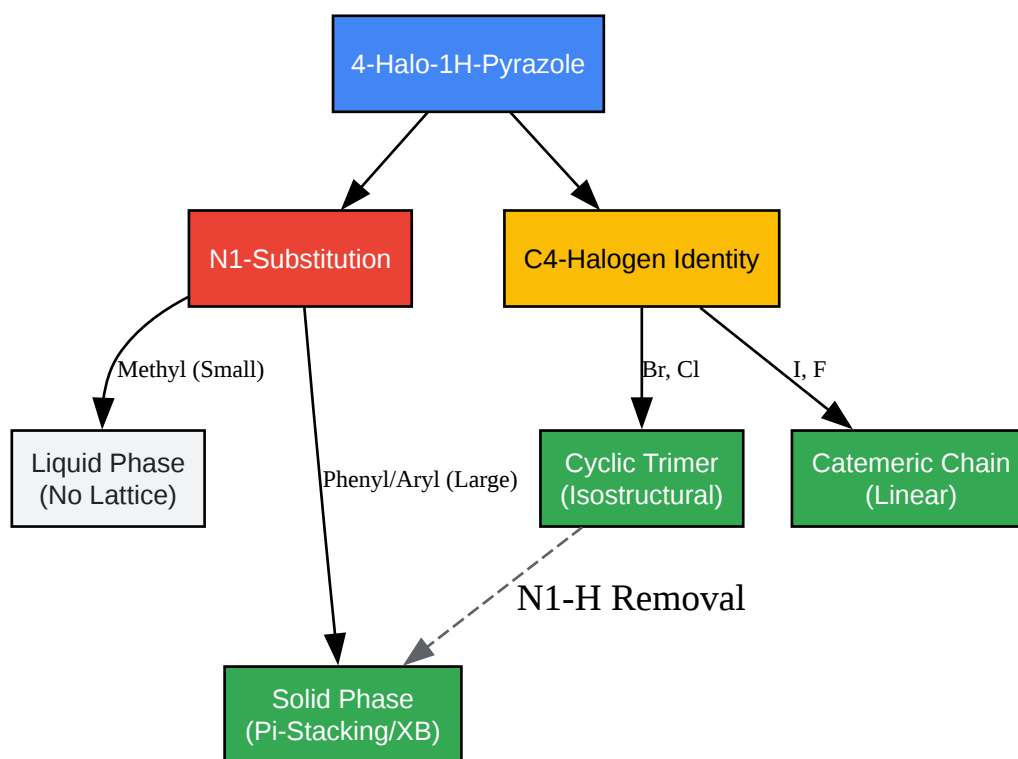 4-Halo-1H-Pyrazole
N1-Substitution
C4-Halogen Identity
Methyl (Small)
Br, Cl
I, F
Liquid Phase
(No Lattice)
Phenyl/Aryl (Large)
Cyclic Trimer
(Isostructural)
Catemeric Chain
(Linear)
N1-H Removal
Solid Phase
(Pi-Stacking/XB)